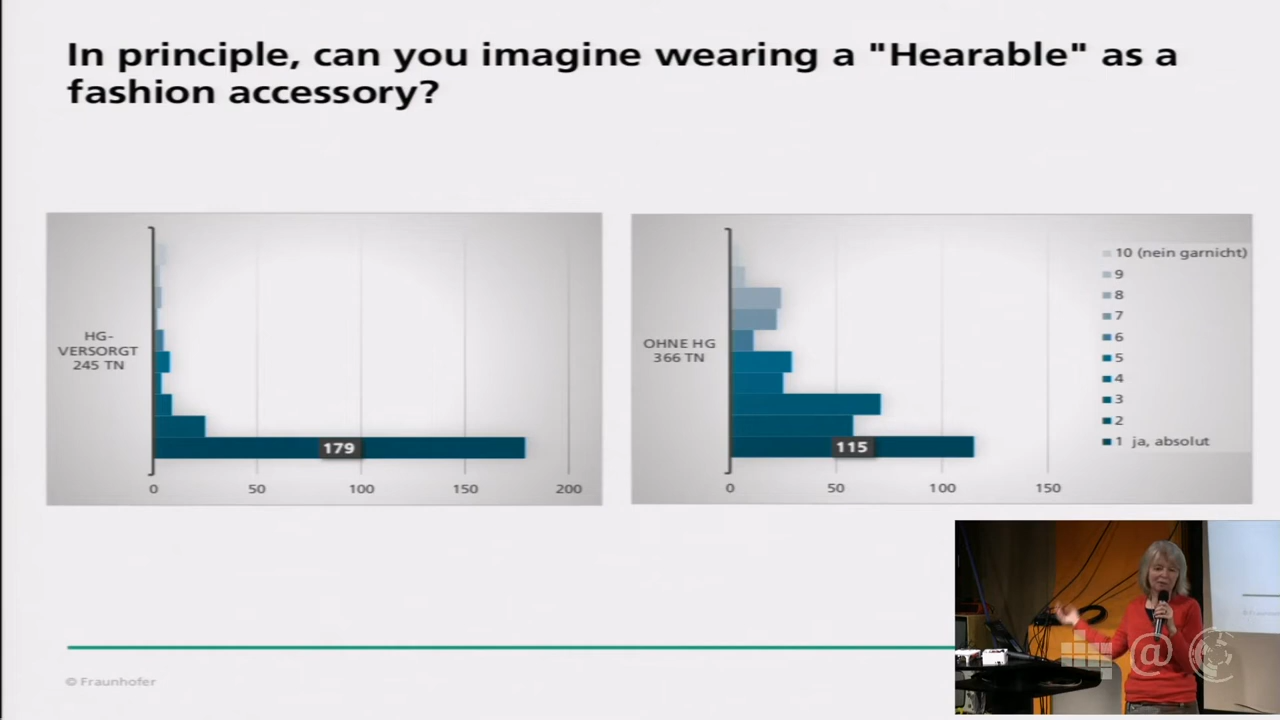 In principle, can you imagine wearing a "Hearable" as a
fashion accessory?
HG-
VERSORGT
245 TN
179
0 50 100 150 200
OHNE HG
366 TN
115
0 50 100 150
10 (nein garnicht)
9
8
7
6
5
4
3
2
1 ja, absolut
© Fraunhofer
@